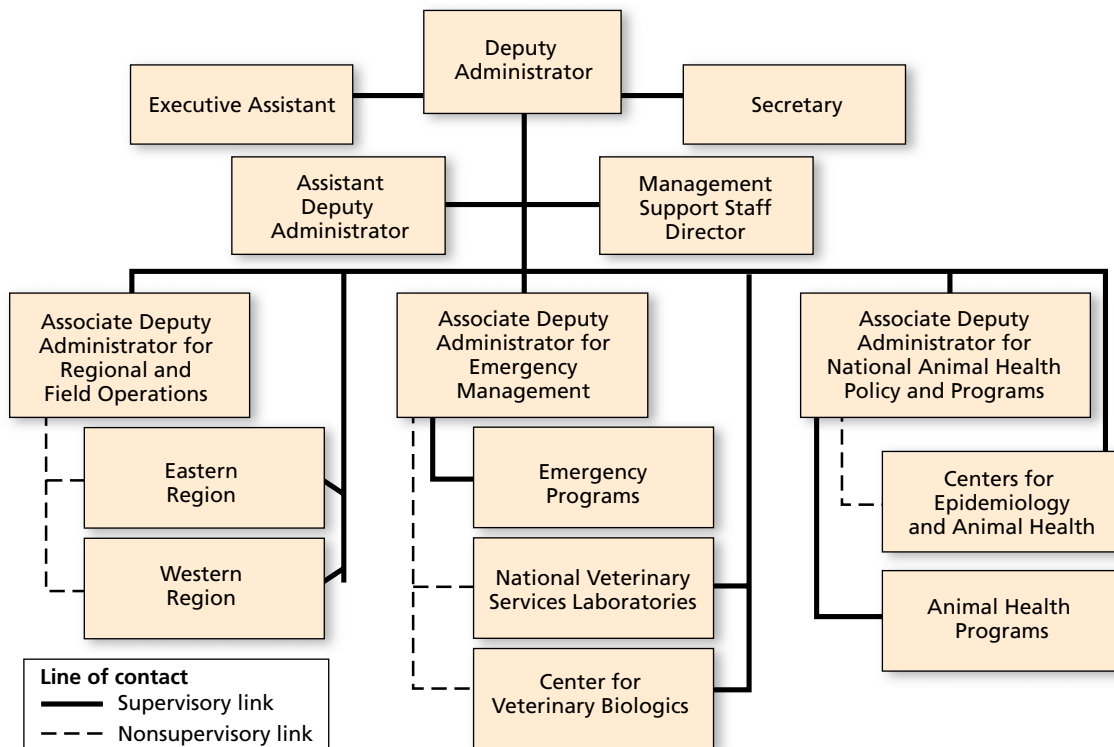 Deputy
Administrator
Executive Assistant
Secretary
Assistant
Deputy
Administrator
Management
Support Staff
Director
Associate Deputy
Administrator for
Regional and
Field Operations
Associate Deputy
Administrator for
Emergency
Management
Associate Deputy
Administrator for
National Animal Health
Policy and Programs
Eastern
Region
Western
Region
Emergency
Programs
National Veterinary
Services Laboratories
Center for
Veterinary Biologics
Centers for
Epidemiology
and Animal Health
Animal Health
Programs
Line of contact
Supervisory link
Nonsupervisory link